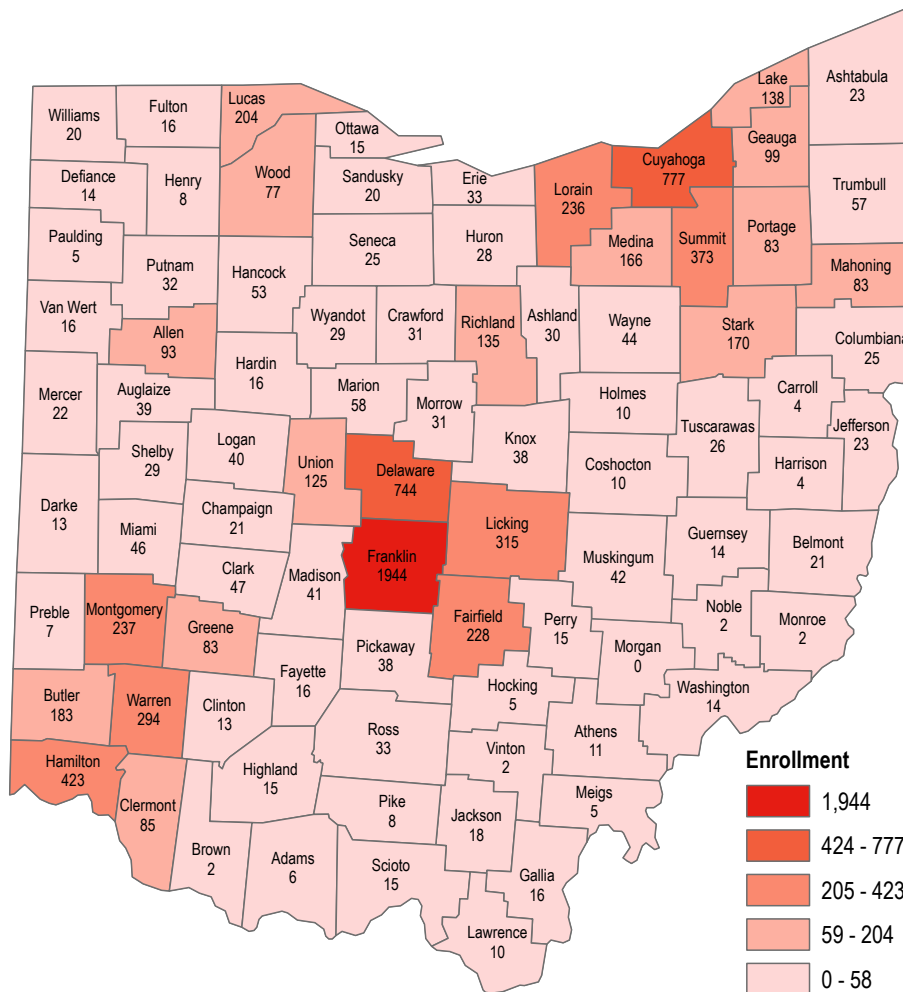 Williams
20
Fulton
16
Lucas
204
Ottawa
15
Lake
138
Ashtabula
23
Geauga
99
Cuyahoga
777
Defiance
14
Henry
8
Wood
77
Sandusky
20
Erie
33
Lorain
236
Trumbull
57
Paulding
5
Putnam
32
Hancock
53
Seneca
25
Huron
28
Medina
166
Summit
373
Portage
83
Mahoning
83
Van Wert
16
Allen
93
Wyandot
29
Crawford
31
Richland
135
Ashland
30
Wayne
44
Stark
170
Columbiana
25
Mercer
22
Auglaize
39
Hardin
16
Marion
58
Morrow
31
Holmes
10
Tuscarawas
26
Carroll
4
Jefferson
23
Shelby
29
Logan
40
Union
125
Delaware
744
Knox
38
Coshocton
10
Harrison
4
Darke
13
Miami
46
Champaign
21
Licking
315
Guernsey
14
Belmont
21
Clark
47
Madison
41
Franklin
1944
Muskingum
42
Preble
7
Montgomery
237
Greene
83
Fairfield
228
Perry
15
Morgan
0
Noble
2
Monroe
2
Pickaway
38
Fayette
16
Hocking
5
Washington
14
Butler
183
Warren
294
Clinton
13
Ross
33
Athens
11
Vinton
2
Hamilton
423
Clermont
85
Highland
15
Pike
8
Jackson
18
Meigs
5
Brown
2
Adams
6
Scioto
15
Gallia
16
Lawrence
10
Enrollment
1,944
424 - 777
205 - 423
59 - 204
0 - 58